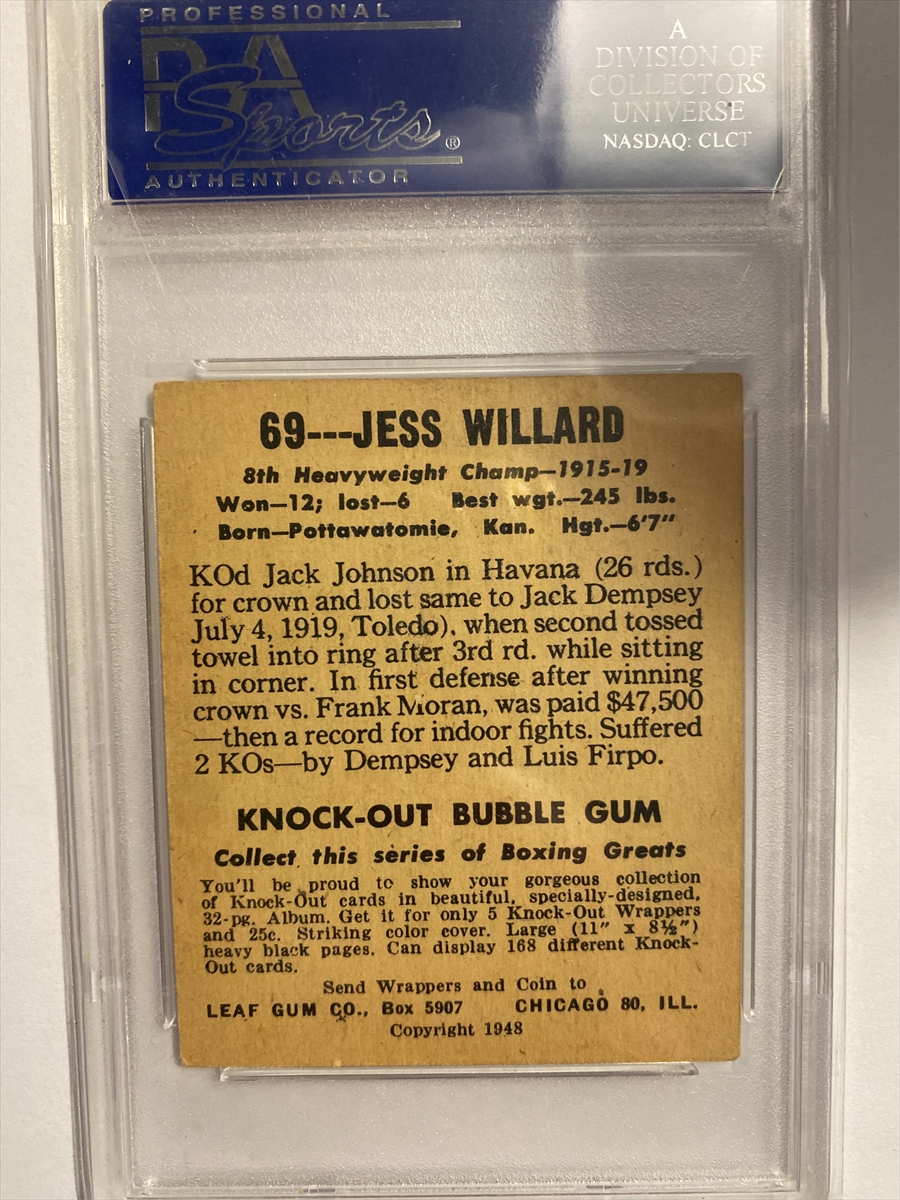 PROFESSIONAL
PSA
Sports®
AUTHENTICATOR
A
DIVISION OF
COLLECTORS
UNIVERSE
NASDAQ: CLCT
69---JESS WILLARD
8th Heavyweight Champ—1915-19
Won—12; lost—6 Best wgt.—245 lbs.
Born—Pottawatomie, Kan. Hgt.—6'7"
KOd Jack Johnson in Havana (26 rds.)
for crown and lost same to Jack Dempsey
July 4, 1919, Toledo), when second tossed
towel into ring after 3rd rd. while sitting
in corner. In first defense after winning
crown vs. Frank Moran, was paid $47,500
—then a record for indoor fights. Suffered
2 KOs—by Dempsey and Luis Firpo.
KNOCK-OUT BUBBLE GUM
Collect this series of Boxing Greats
You'll be proud to show your gorgeous collection
of Knock-Out cards in beautiful, specially-designed,
32-pg. Album. Get it for only 5 Knock-Out Wrappers
and 25c. Striking color cover. Large (11" x 8½")
heavy black pages. Can display 168 different Knock-
Out cards.
Send Wrappers and Coin to
LEAF GUM CO., Box 5907 CHICAGO 80, ILL.
Copyright 1948